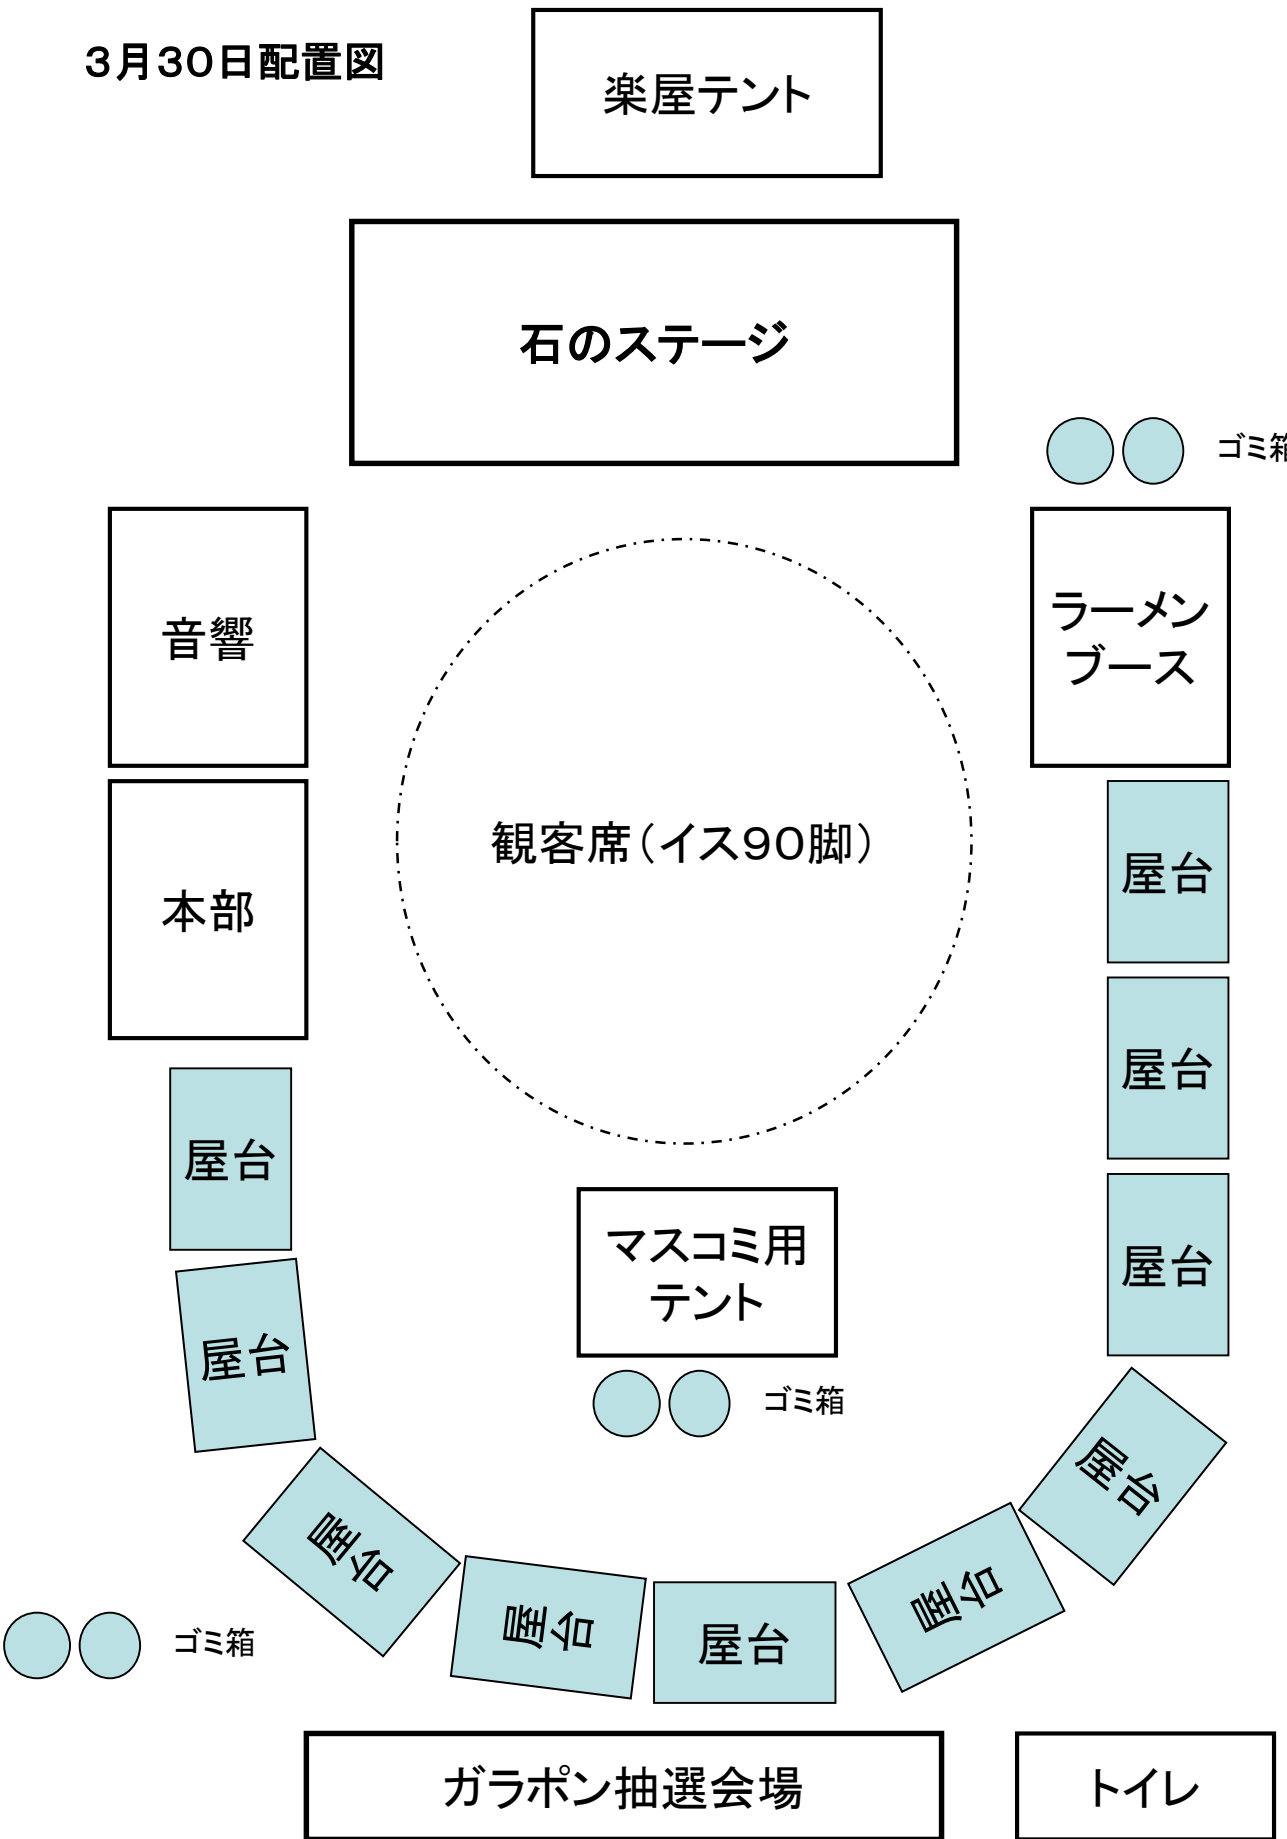 ３月３０日配置図
楽屋テント
石のステージ
ゴミ箱
音響
ラーメン
ブース
観客席（イス９０脚）
屋台
本部
屋台
屋台
屋台
マスコミ用
テント
屋台
屋台
ゴミ箱
屋台
屋台
屋台
屋台
屋台
ゴミ箱
ガラポン抽選会場
トイレ